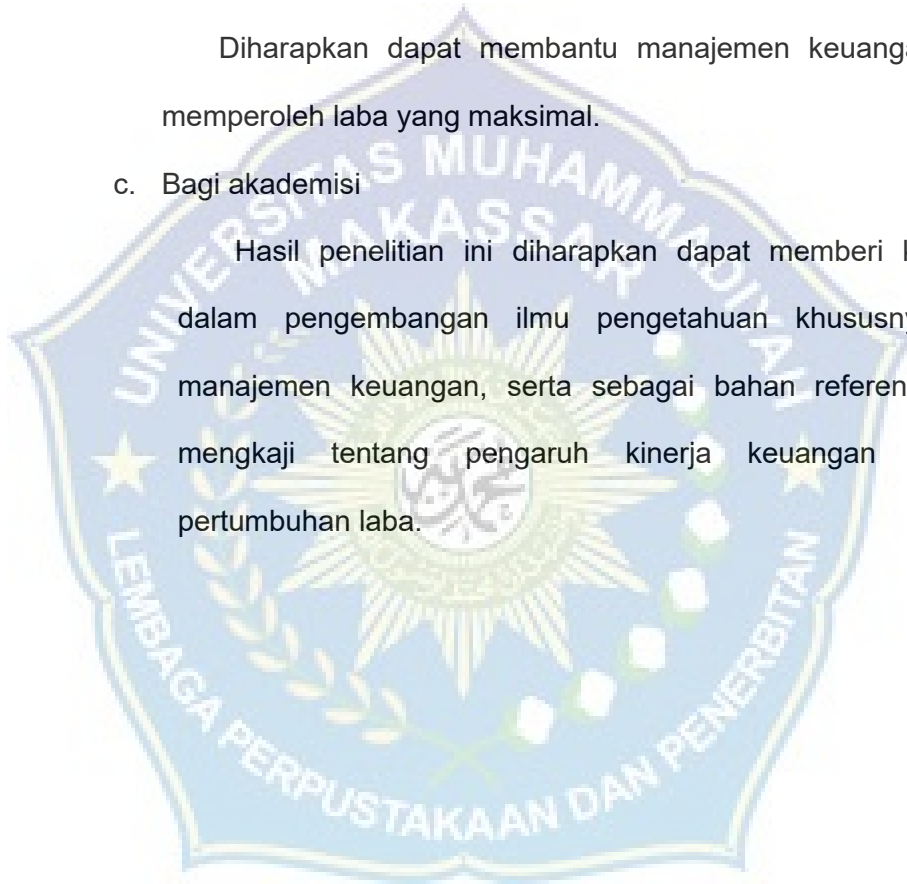 Diharapkan dapat membantu manajemen keuanga
memperoleh laba yang maksimal.
c. Bagi akademisi
Hasil penelitian ini diharapkan dapat memberi
dalam pengembangan ilmu pengetahuan khususny
manajemen keuangan, serta sebagai bahan referen
mengkaji tentang pengaruh kinerja keuangan
pertumbuhan laba.
UNIVERSITAS MUHAMMADIYAH
MAKASSAR
LEMBAGA PERPUSTAKAAN DAN PENERBITAN